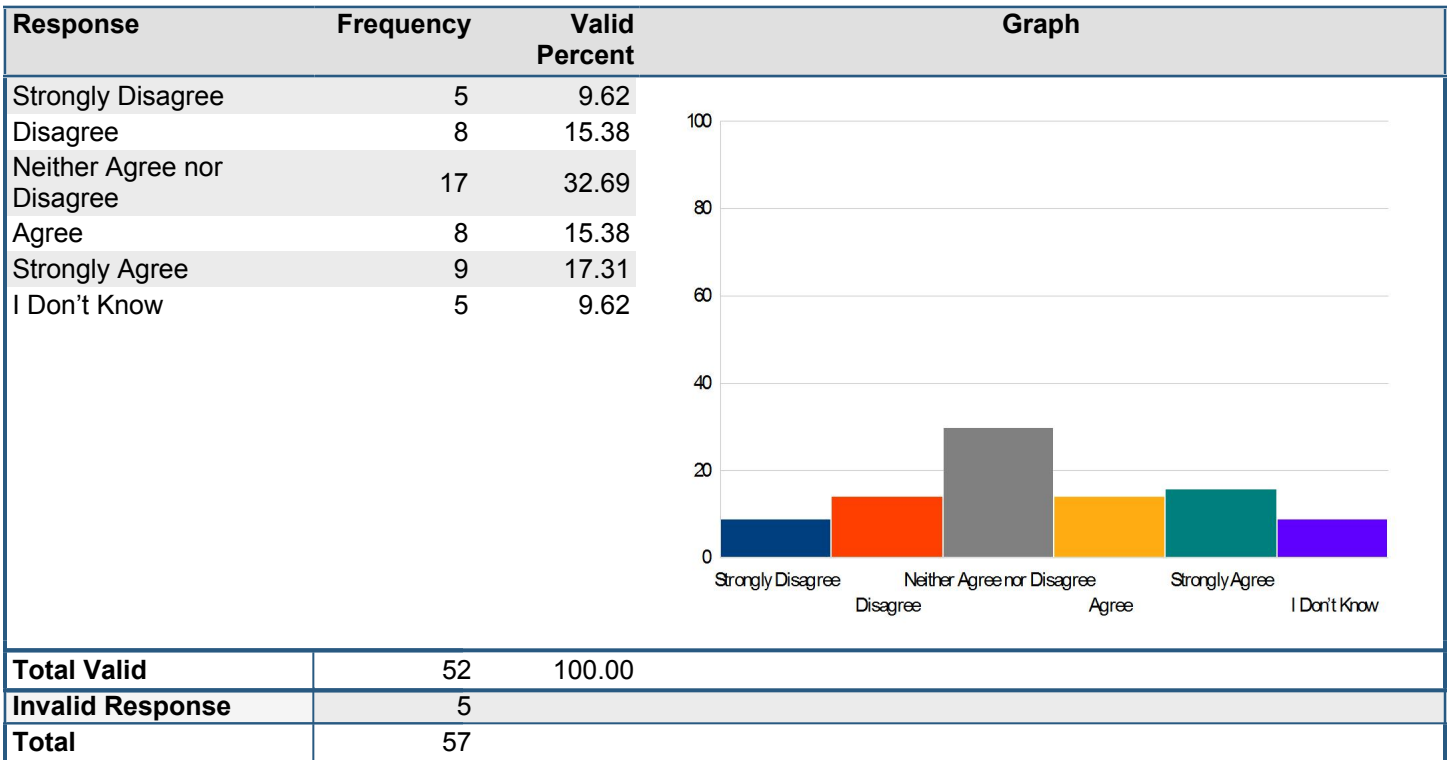 Response Frequency Valid Percent Graph
Strongly Disagree 5 9.62
Disagree 8 15.38
Neither Agree nor Disagree 17 32.69
Agree 8 15.38
Strongly Agree 9 17.31
I Don’t Know 5 9.62
100
80
60
40
20
0
Strongly Disagree Neither Agree nor Disagree Strongly Agree
Disagree Agree I Don’t Know
Total Valid 52 100.00
Invalid Response 5
Total 57